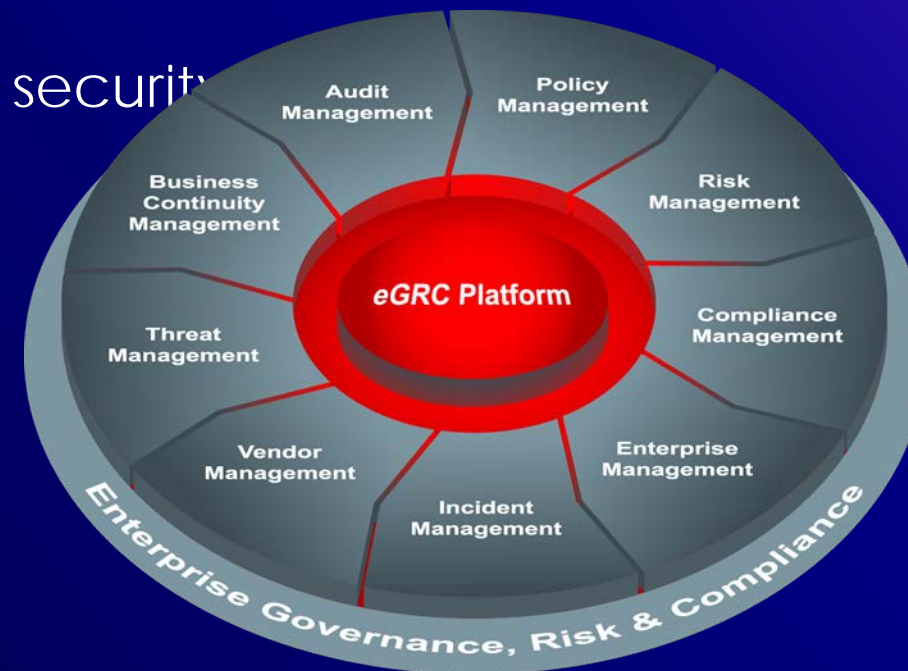 security
Audit
Management
Policy
Management
Business
Continuity
Management
Risk
Management
eGRC Platform
Threat
Management
Compliance
Management
Vendor
Management
Enterprise
Management
Incident
Management
Enterprise Governance, Risk & Compliance